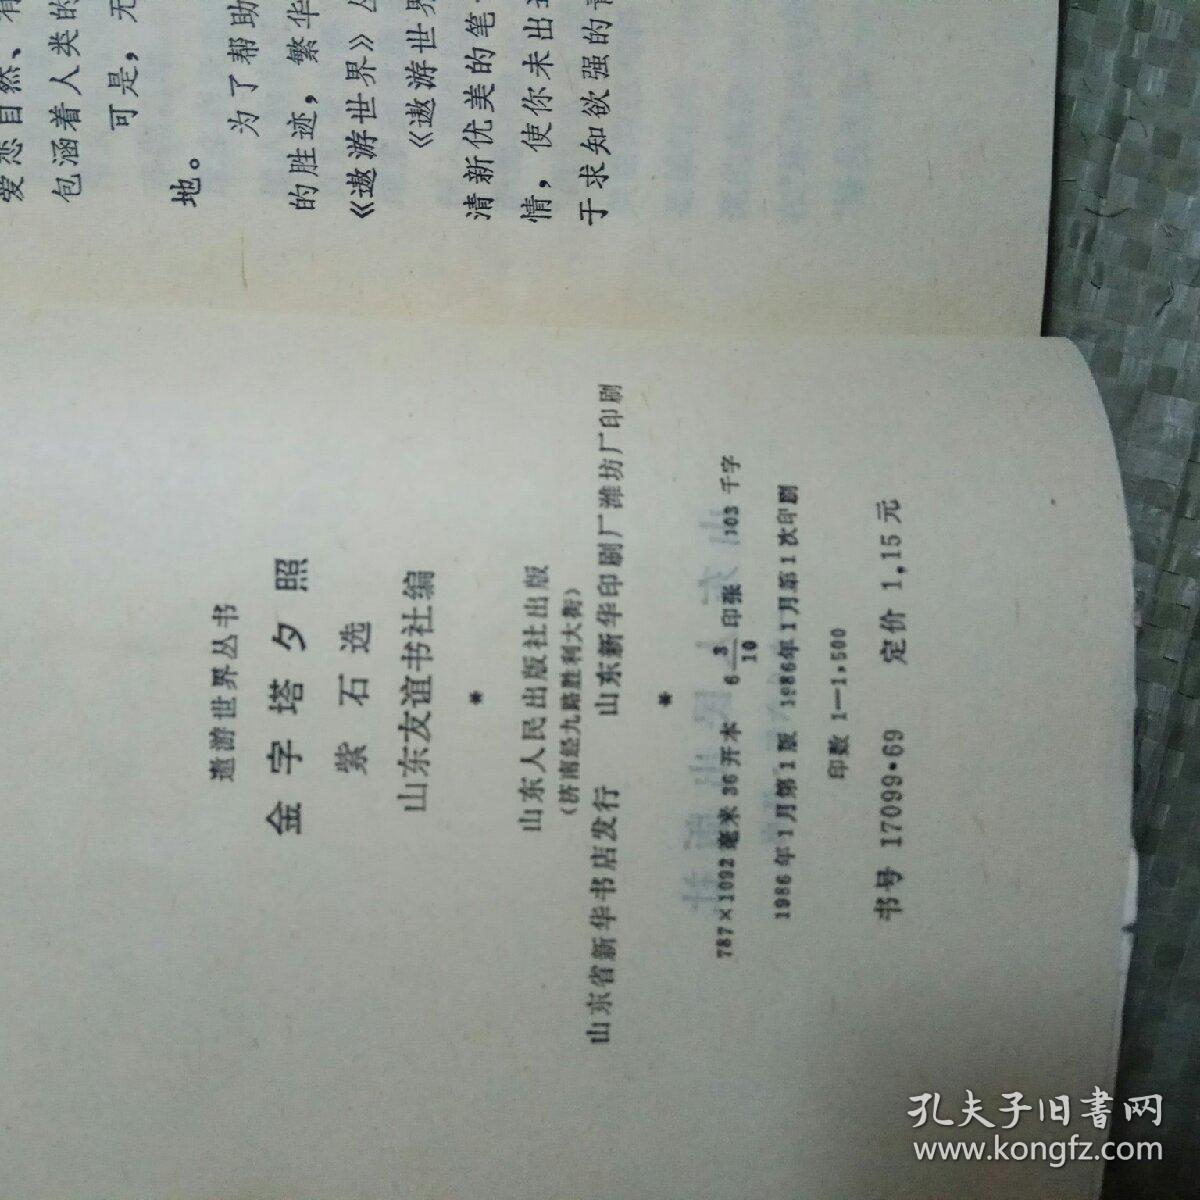 爱恋自然、有
包涵着人类的
可是，无
地。
为了帮助
的胜迹，繁华
《遨游世界》丛
《遨游世界
清新优美的笔
情，使你未出
于求知欲强的
遨游世界丛书
金字塔夕照
紫石选
山东友谊书社编
*
山东人民出版社出版
（济南经九路胜利大街）
山东省新华书店发行 山东新华印刷厂潍坊厂印刷
*
787×1092毫米 36开本 6 3/10 印张 103千字
1986年1月第1版 1986年1月第1次印刷
印数 1—1,500
书号 17099·69 定价 1,15元
孔夫子旧書网
www.kongfz.com